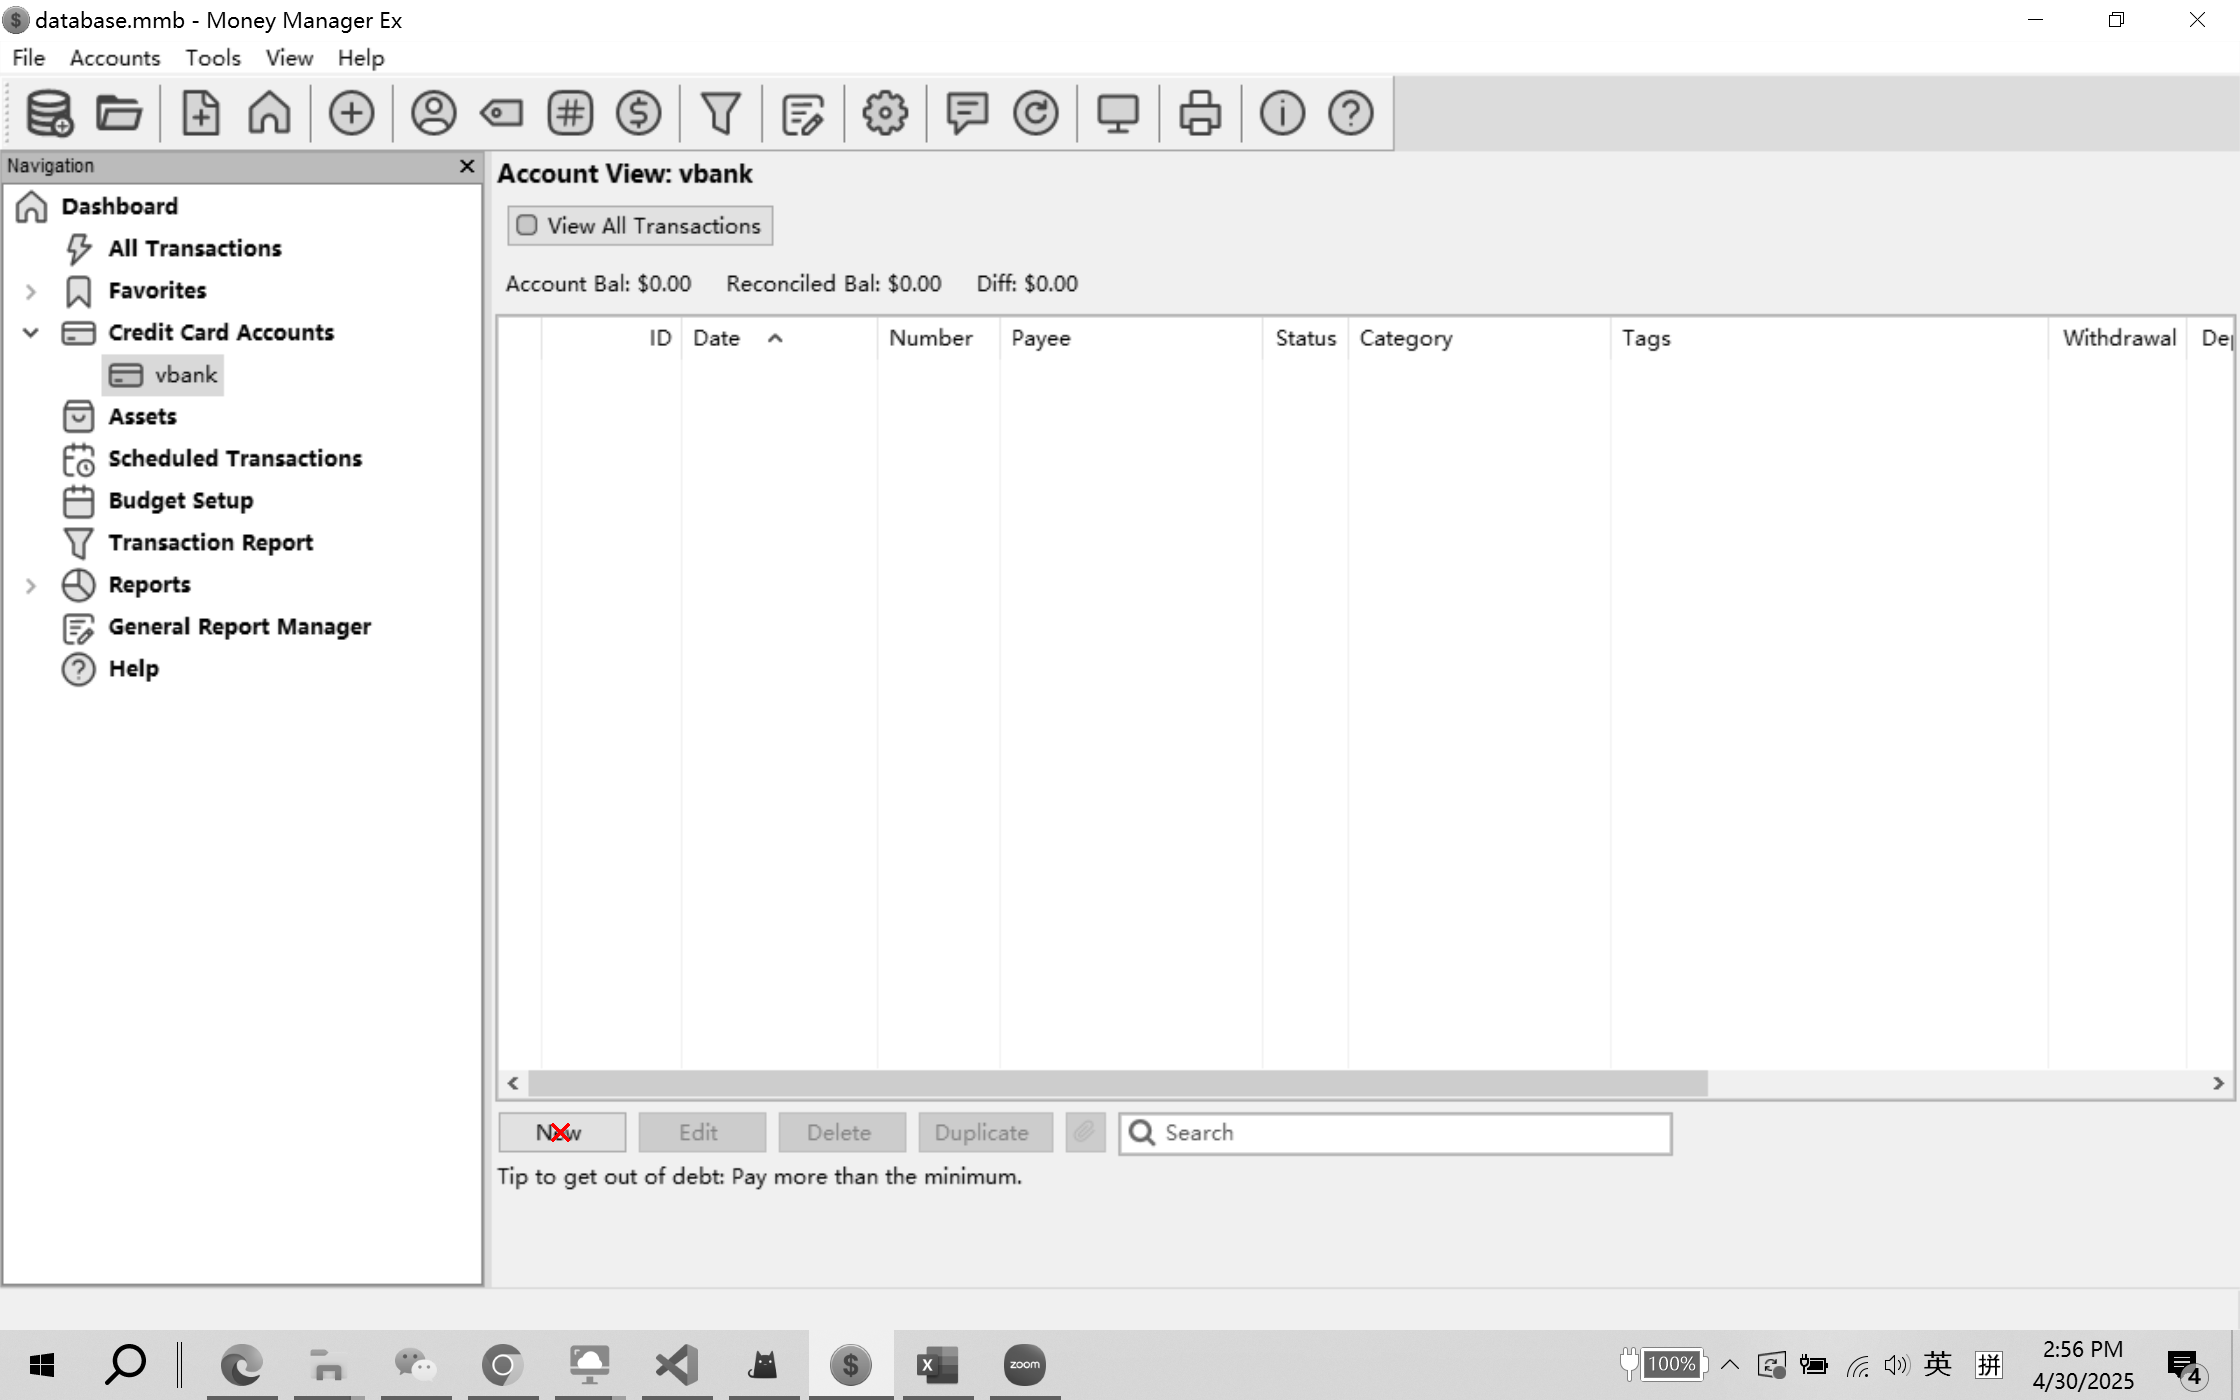 database.mmb - Money Manager Ex
File Accounts Tools View Help
Navigation
Dashboard
All Transactions
Favorites
Credit Card Accounts
vbank
Assets
Scheduled Transactions
Budget Setup
Transaction Report
Reports
General Report Manager
Help
Account View: vbank
View All Transactions
Account Bal: $0.00 Reconciled Bal: $0.00 Diff: $0.00
ID Date Number Payee Status Category Tags Withdrawal
New Edit Delete Duplicate Search
Tip to get out of debt: Pay more than the minimum.
zoom
100%
英
拼
2:56 PM
4/30/2025
4